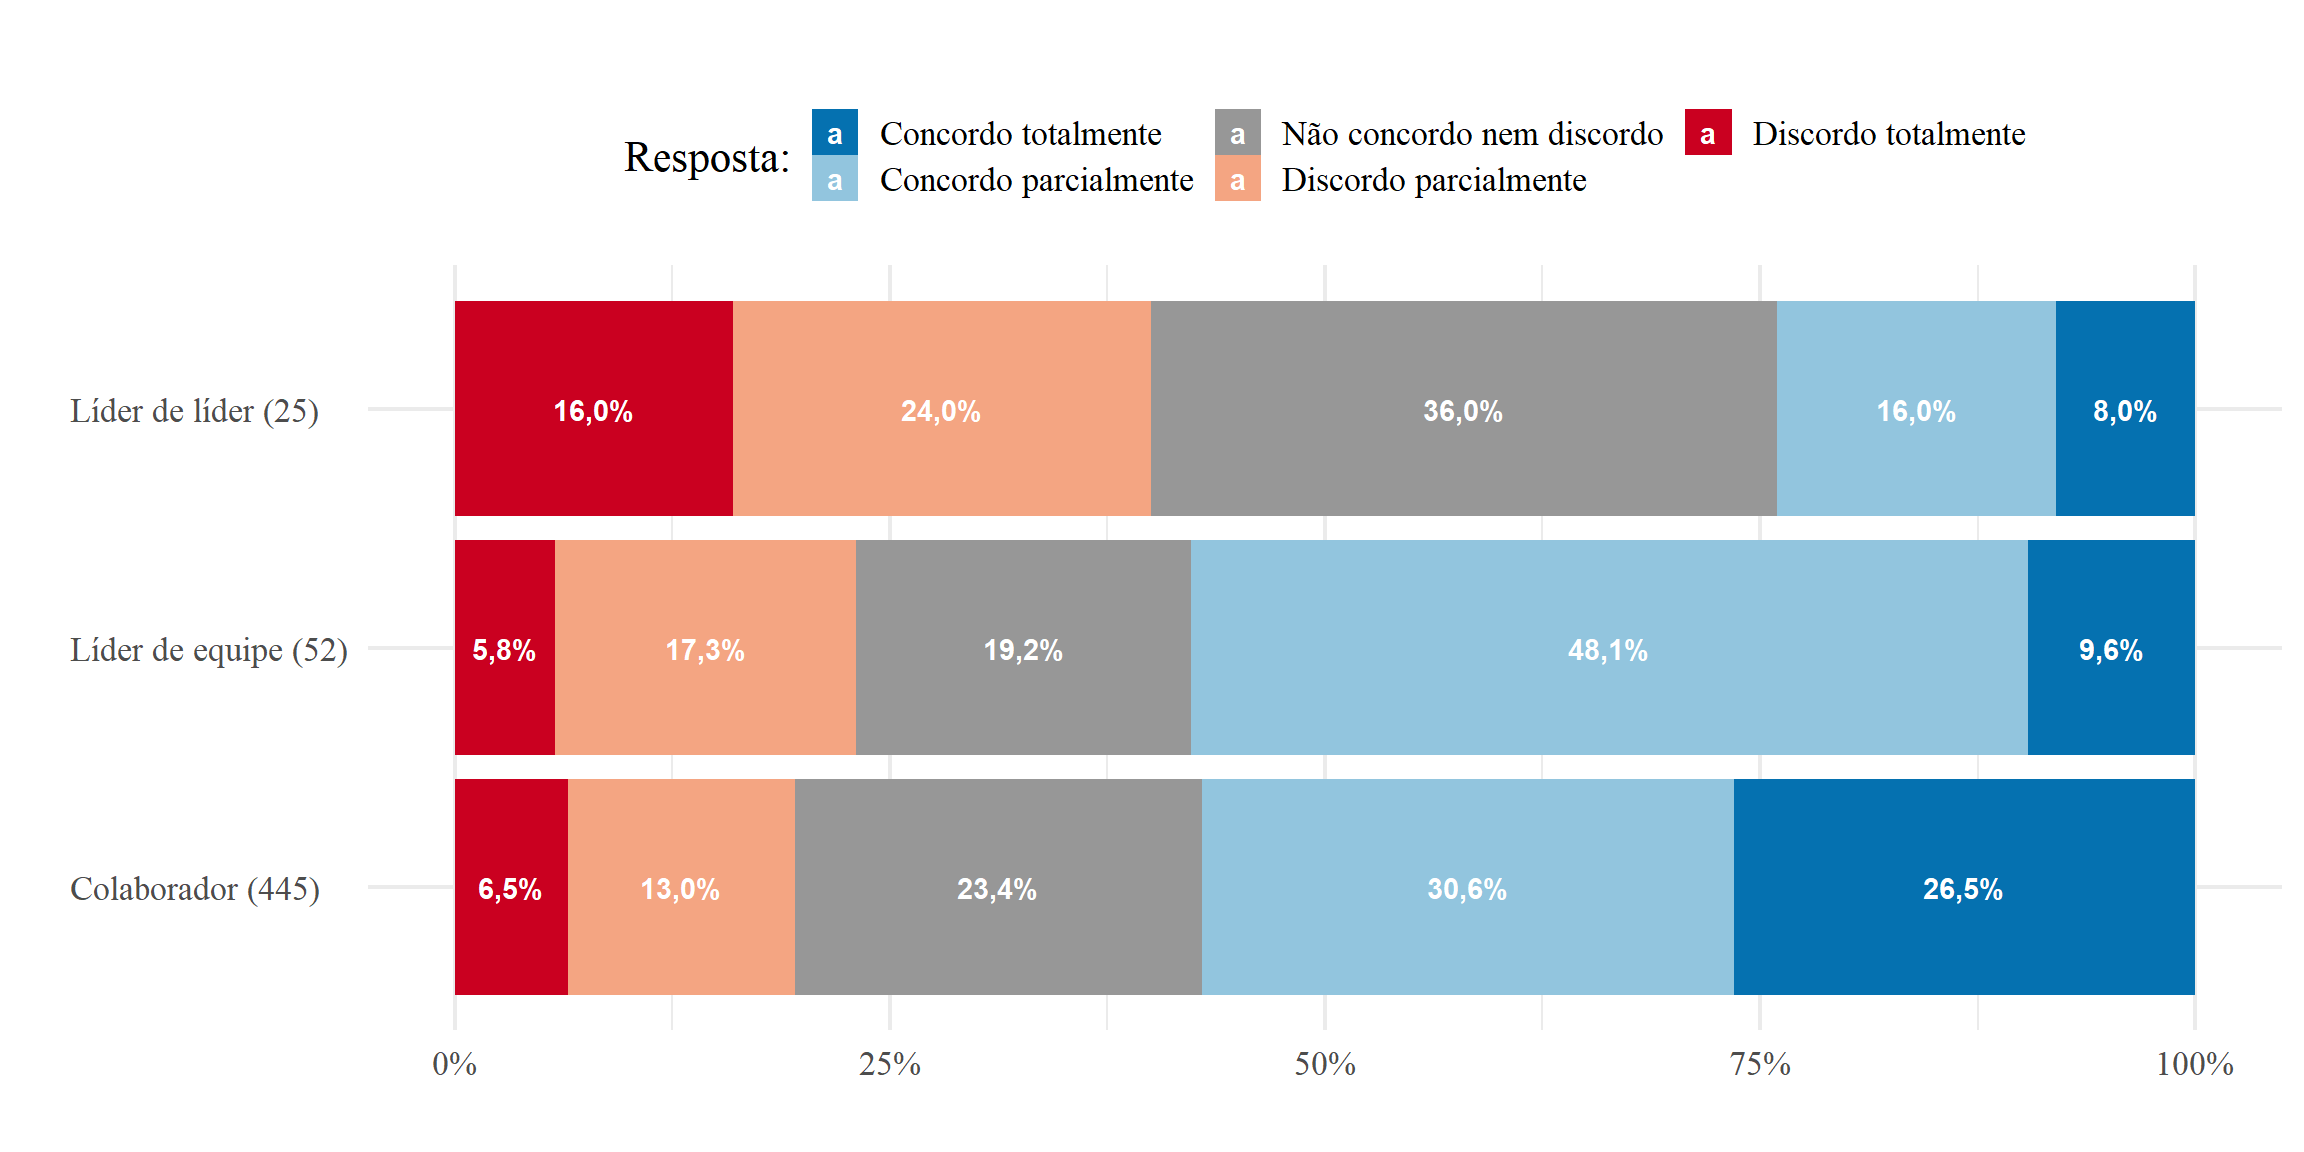 Resposta:
a Concordo totalmente
a Concordo parcialmente
a Não concordo nem discordo
a Discordo parcialmente
a Discordo totalmente
Líder de líder (25)
16,0% 24,0% 36,0% 16,0% 8,0%
Líder de equipe (52)
5,8% 17,3% 19,2% 48,1% 9,6%
Colaborador (445)
6,5% 13,0% 23,4% 30,6% 26,5%
0% 25% 50% 75% 100%